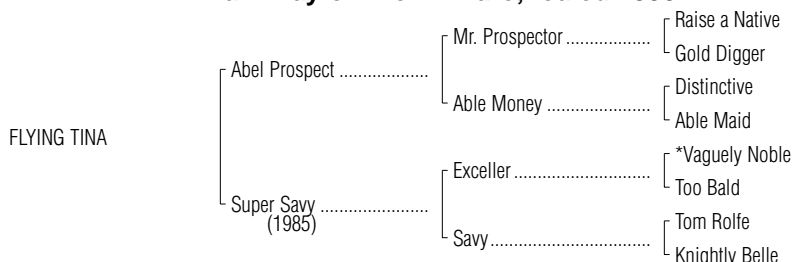 Raise a Native
Mr. Prospector
Gold Digger
Abel Prospect
Distinctive
Able Money
Able Maid
FLYING TINA
*Vaguely Noble
Exceller
Too Bald
Super Savy
(1985)
Tom Rolfe
Savy
Knightly Belle